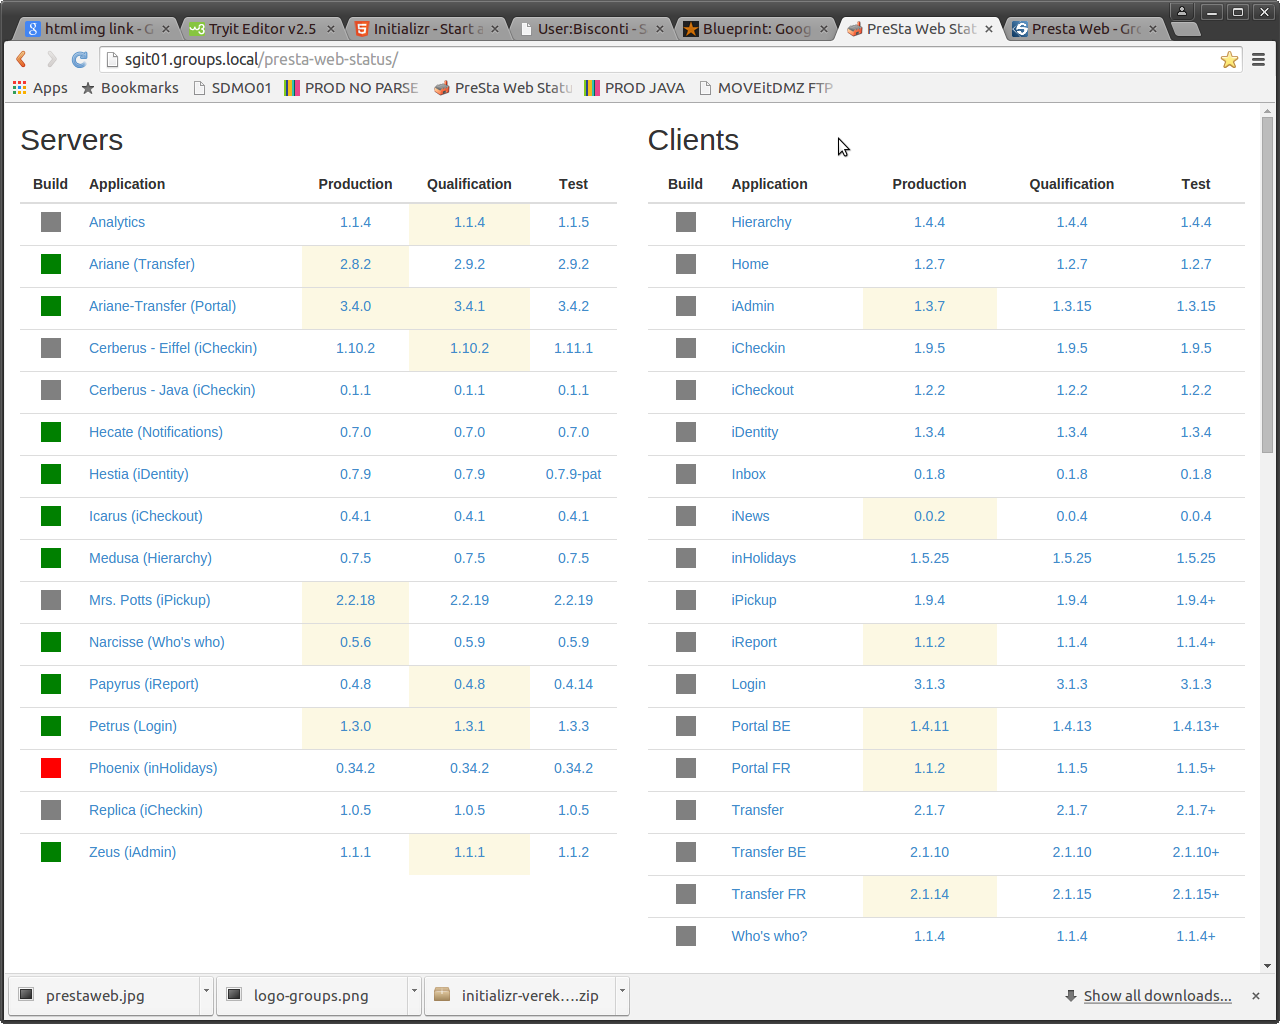 html img link - G
Tryit Editor v2.5
Initializr - Start a
User:Bisconti - S
Blueprint: Goog
PreSta Web Stat
Presta Web - Gro
sgit01.groups.local/presta-web-status/
Apps
Bookmarks
SDMO01
PROD NO PARSE
PreSta Web Statu
PROD JAVA
MOVEitDMZ FTP
Servers
Build Application Production Qualification Test
Analytics 1.1.4 1.1.4 1.1.5
Ariane (Transfer) 2.8.2 2.9.2 2.9.2
Ariane-Transfer (Portal) 3.4.0 3.4.1 3.4.2
Cerberus - Eiffel (iCheckin) 1.10.2 1.10.2 1.11.1
Cerberus - Java (iCheckin) 0.1.1 0.1.1 0.1.1
Hecate (Notifications) 0.7.0 0.7.0 0.7.0
Hestia (iDentity) 0.7.9 0.7.9 0.7.9-pat
Icarus (iCheckout) 0.4.1 0.4.1 0.4.1
Medusa (Hierarchy) 0.7.5 0.7.5 0.7.5
Mrs. Potts (iPickup) 2.2.18 2.2.19 2.2.19
Narcisse (Who's who) 0.5.6 0.5.9 0.5.9
Papyrus (iReport) 0.4.8 0.4.8 0.4.14
Petrus (Login) 1.3.0 1.3.1 1.3.3
Phoenix (inHolidays) 0.34.2 0.34.2 0.34.2
Replica (iCheckin) 1.0.5 1.0.5 1.0.5
Zeus (iAdmin) 1.1.1 1.1.1 1.1.2
Clients
Build Application Production Qualification Test
Hierarchy 1.4.4 1.4.4 1.4.4
Home 1.2.7 1.2.7 1.2.7
iAdmin 1.3.7 1.3.15 1.3.15
iCheckin 1.9.5 1.9.5 1.9.5
iCheckout 1.2.2 1.2.2 1.2.2
iDentity 1.3.4 1.3.4 1.3.4
Inbox 0.1.8 0.1.8 0.1.8
iNews 0.0.2 0.0.4 0.0.4
inHolidays 1.5.25 1.5.25 1.5.25
iPickup 1.9.4 1.9.4 1.9.4+
iReport 1.1.2 1.1.4 1.1.4+
Login 3.1.3 3.1.3 3.1.3
Portal BE 1.4.11 1.4.13 1.4.13+
Portal FR 1.1.2 1.1.5 1.1.5+
Transfer 2.1.7 2.1.7 2.1.7+
Transfer BE 2.1.10 2.1.10 2.1.10+
Transfer FR 2.1.14 2.1.15 2.1.15+
Who's who? 1.1.4 1.1.4 1.1.4+
prestaweb.jpg
logo-groups.png
initializr-verek....zip
Show all downloads...